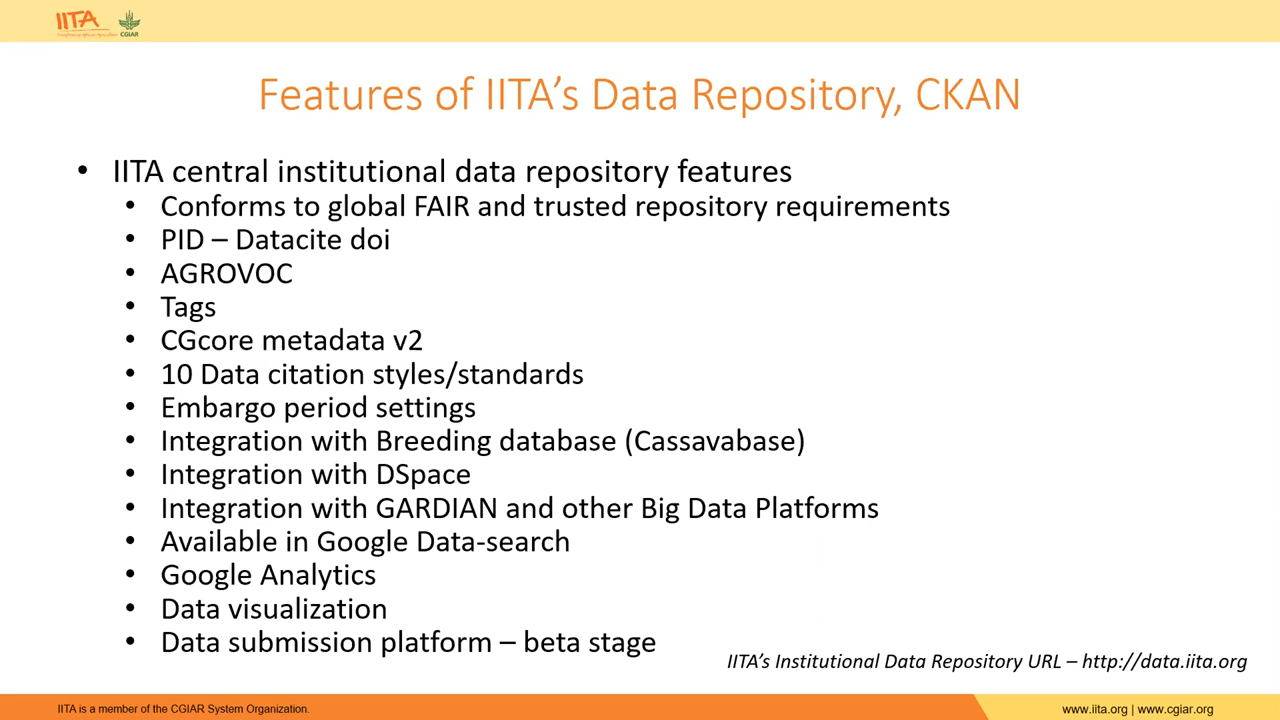 IITA
CGIAR
Features of IITA's Data Repository, CKAN
• IITA central institutional data repository features
• Conforms to global FAIR and trusted repository requirements
• PID – Datacite doi
• AGROVOC
• Tags
• CGcore metadata v2
• 10 Data citation styles/standards
• Embargo period settings
• Integration with Breeding database (Cassavabase)
• Integration with DSpace
• Integration with GARDIAN and other Big Data Platforms
• Available in Google Data-search
• Google Analytics
• Data visualization
• Data submission platform – beta stage
IITA's Institutional Data Repository URL – http://data.iita.org
IITA is a member of the CGIAR System Organization.
www.iita.org | www.cgiar.org